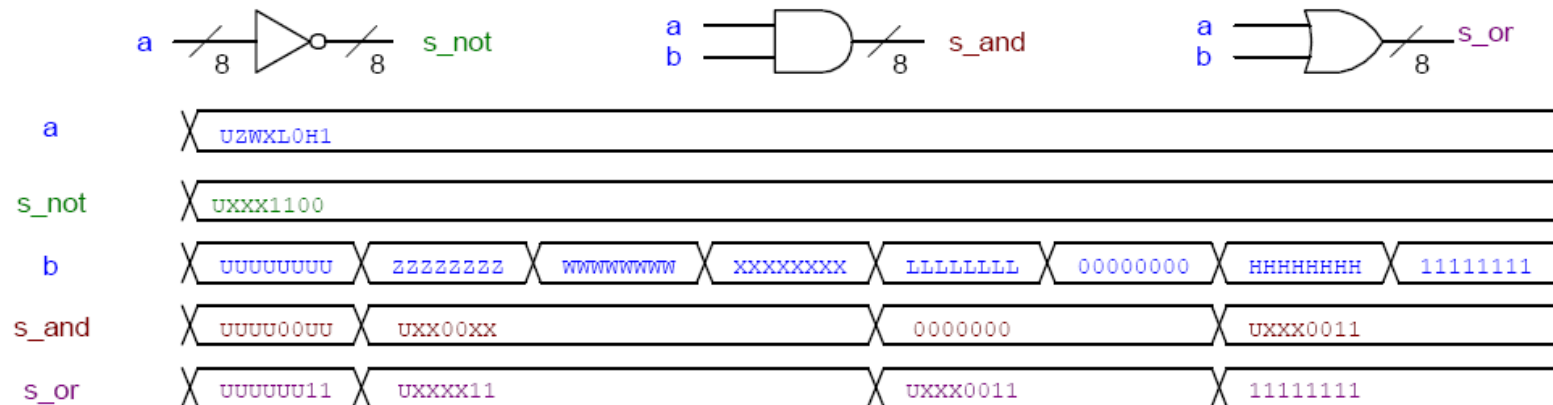 a 8 8 s_not a b 8 s_and a b 8 s_or
a UZWXL0H1
s_not UXXX1100
b UUUUUUUU ZZZZZZZZ WWWWWWWW XXXXXXXX LLLLLLLL 00000000 HHHHHHHH 11111111
s_and UUUU00UU UXX00XX 0000000 UXXX0011
s_or UUUUUU11 UXXXX11 UXXX0011 11111111